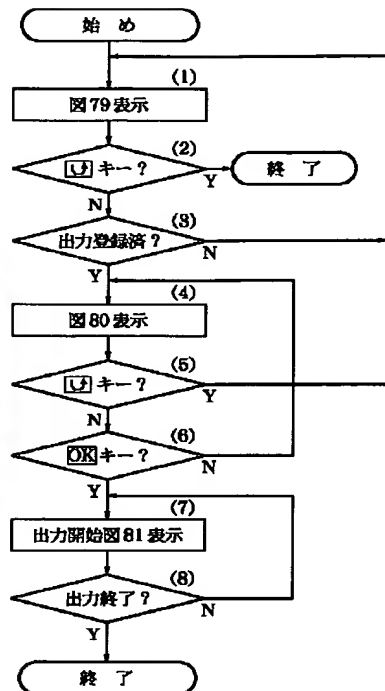 始 め
(1)
図79表示
(2)
キー?
Y
終 了
N
(3)
出力登録済?
N
Y
(4)
図80表示
(5)
キー?
Y
N
(6)
OKキー?
N
Y
(7)
出力開始図81表示
(8)
出力終了?
N
Y
終 了